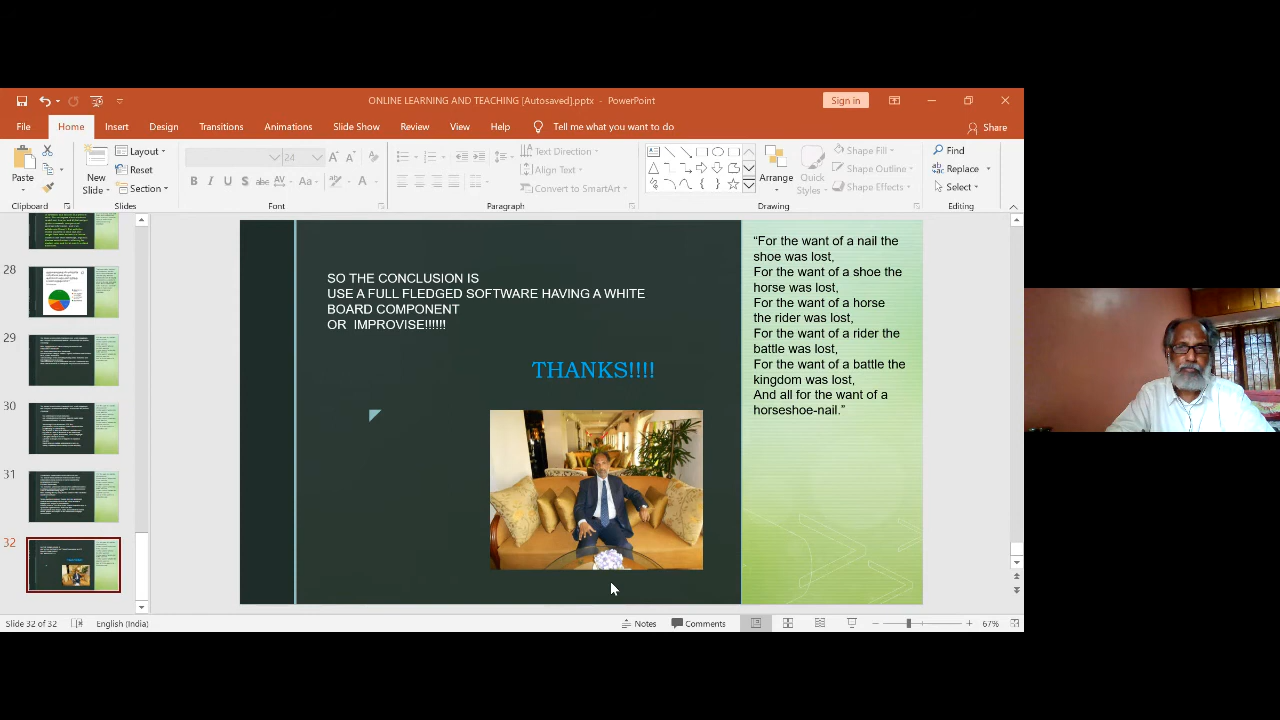 ONLINE LEARNING AND TEACHING [Autosaved].pptx - PowerPoint
Sign in
File Home Insert Design Transitions Animations Slide Show Review View Help Tell me what you want to do Share
Paste
Clipboard
New Slide
Layout
Reset
Section
Slides
24
B I U S abc AV Aa A
Font
Text Direction
Align Text
Convert to SmartArt
Paragraph
Arrange
Quick Styles
Shape Fill
Shape Outline
Shape Effects
Drawing
Find
Replace
Select
Editing
28
29
30
31
32
SO THE CONCLUSION IS
USE A FULL FLEDGED SOFTWARE HAVING A WHITE
BOARD COMPONENT
OR IMPROVISE!!!!!!
THANKS!!!!
“For the want of a nail the
shoe was lost,
For the want of a shoe the
horse was lost,
For the want of a horse
the rider was lost,
For the want of a rider the
battle was lost,
For the want of a battle the
kingdom was lost,
And all for the want of a
horseshoe-nail.”
Slide 32 of 32 English (India) Notes Comments 67%